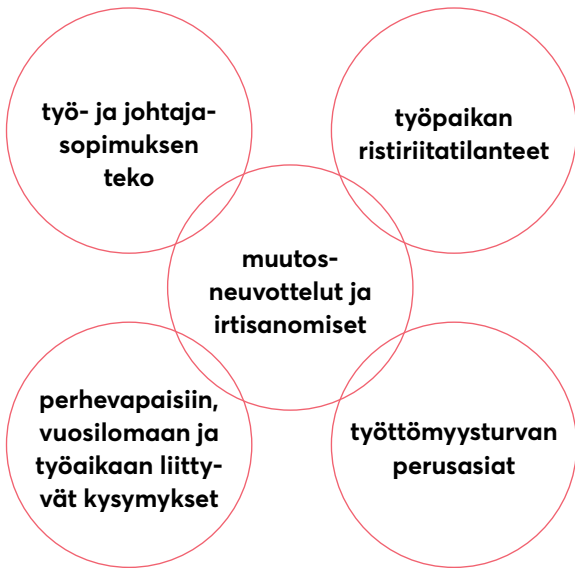 työ- ja johtaja-
sopimuksen
teko
työpaikan
ristiriitatilanteet
muutos-
neuvottelut ja
irtisanomiset
perhevapaisiin,
vuosilomaan ja
työaikaan liitty-
vät kysymykset
työttömyysturvan
perusasiat